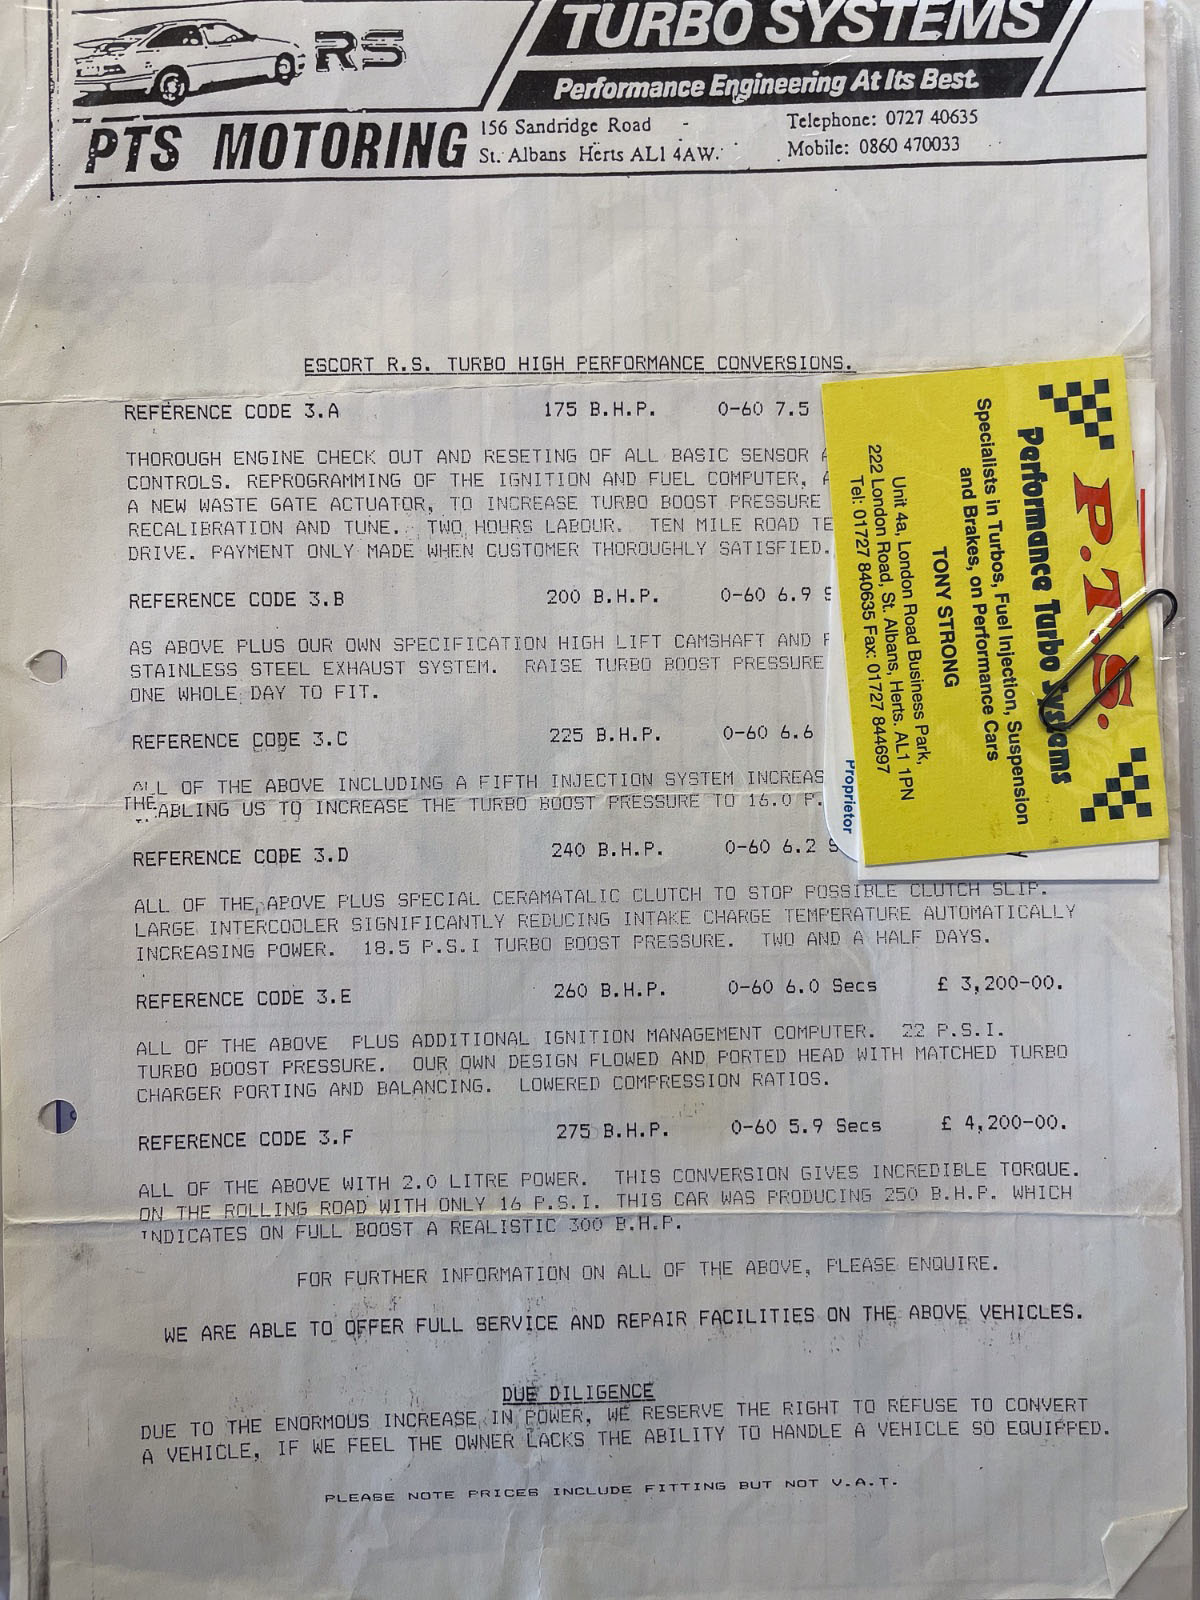 RS
TURBO SYSTEMS
Performance Engineering At Its Best.
PTS MOTORING
156 Sandridge Road
St. Albans Herts AL1 4AW.
Telephone: 0727 40635
Mobile: 0860 470033
ESCORT R.S. TURBO HIGH PERFORMANCE CONVERSIONS.
REFERENCE CODE 3.A 175 B.H.P. 0-60 7.5
THOROUGH ENGINE CHECK OUT AND RESETING OF ALL BASIC SENSOR
CONTROLS. REPROGRAMMING OF THE IGNITION AND FUEL COMPUTER,
A NEW WASTE GATE ACTUATOR, TO INCREASE TURBO BOOST PRESSURE
RECALIBRATION AND TUNE. TWO HOURS LABOUR. TEN MILE ROAD TE
DRIVE. PAYMENT ONLY MADE WHEN CUSTOMER THOROUGHLY SATISFIED.
REFERENCE CODE 3.B 200 B.H.P. 0-60 6.9 S
AS ABOVE PLUS OUR OWN SPECIFICATION HIGH LIFT CAMSHAFT AND
STAINLESS STEEL EXHAUST SYSTEM. RAISE TURBO BOOST PRESSURE
ONE WHOLE DAY TO FIT.
REFERENCE CODE 3.C 225 B.H.P. 0-60 6.6
ALL OF THE ABOVE INCLUDING A FIFTH INJECTION SYSTEM INCREAS
THE ABLING US TO INCREASE THE TURBO BOOST PRESSURE TO 16.0 P.
REFERENCE CODE 3.D 240 B.H.P. 0-60 6.2 S
ALL OF THE ABOVE PLUS SPECIAL CERAMATALIC CLUTCH TO STOP POSSIBLE CLUTCH SLIP.
LARGE INTERCOOLER SIGNIFICANTLY REDUCING INTAKE CHARGE TEMPERATURE AUTOMATICALLY
INCREASING POWER. 18.5 P.S.I TURBO BOOST PRESSURE. TWO AND A HALF DAYS.
REFERENCE CODE 3.E 260 B.H.P. 0-60 6.0 Secs £ 3,200-00.
ALL OF THE ABOVE PLUS ADDITIONAL IGNITION MANAGEMENT COMPUTER. 22 P.S.I.
TURBO BOOST PRESSURE. OUR OWN DESIGN FLOWED AND PORTED HEAD WITH MATCHED TURBO
CHARGER PORTING AND BALANCING. LOWERED COMPRESSION RATIOS.
REFERENCE CODE 3.F 275 B.H.P. 0-60 5.9 Secs £ 4,200-00.
ALL OF THE ABOVE WITH 2.0 LITRE POWER. THIS CONVERSION GIVES INCREDIBLE TORQUE.
ON THE ROLLING ROAD WITH ONLY 16 P.S.I. THIS CAR WAS PRODUCING 250 B.H.P. WHICH
INDICATES ON FULL BOOST A REALISTIC 300 B.H.P.
FOR FURTHER INFORMATION ON ALL OF THE ABOVE, PLEASE ENQUIRE.
WE ARE ABLE TO OFFER FULL SERVICE AND REPAIR FACILITIES ON THE ABOVE VEHICLES.
DUE DILIGENCE
DUE TO THE ENORMOUS INCREASE IN POWER, WE RESERVE THE RIGHT TO REFUSE TO CONVERT
A VEHICLE, IF WE FEEL THE OWNER LACKS THE ABILITY TO HANDLE A VEHICLE SO EQUIPPED.
PLEASE NOTE PRICES INCLUDE FITTING BUT NOT V.A.T.
P.T.S.
Performance Turbo Systems
Specialists in Turbos, Fuel Injection, Suspension
and Brakes, on Performance Cars
TONY STRONG
Unit 4a, London Road Business Park,
222 London Road, St. Albans, Herts. AL1 1PN
Tel: 01727 840635 Fax: 01727 844697
Proprietor